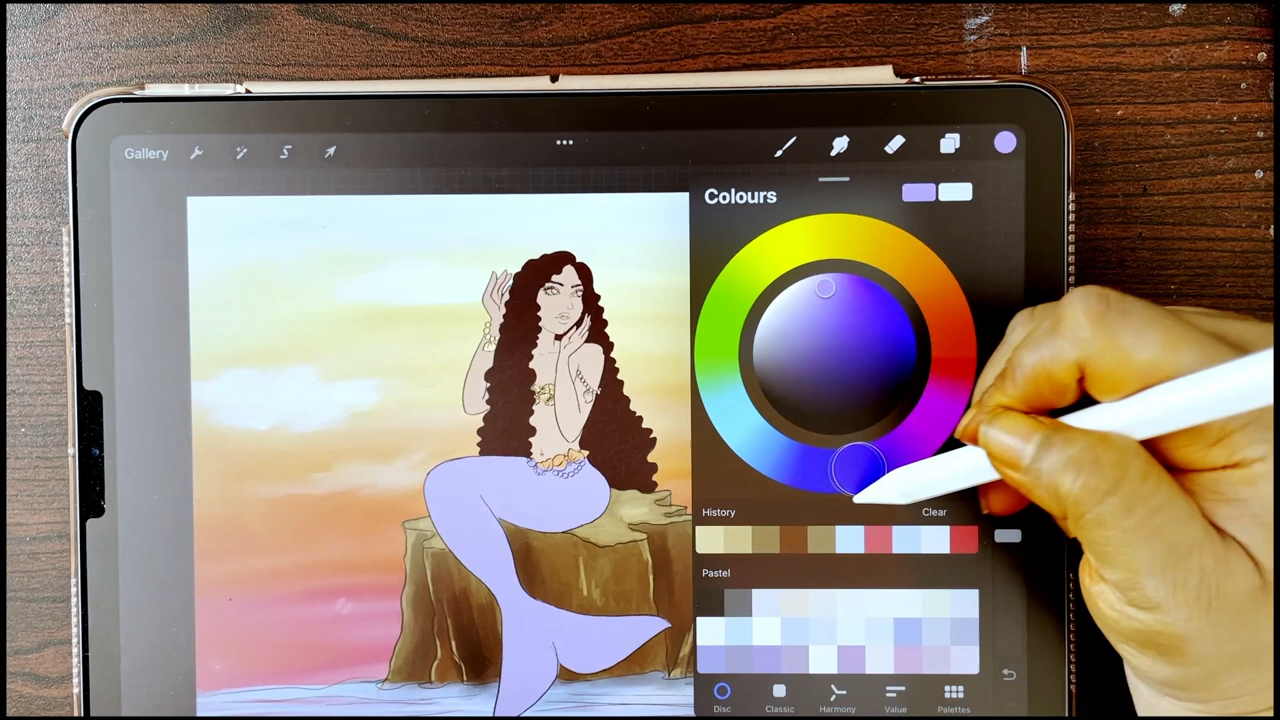 Gallery
Colours
History
Clear
Pastel
Disc
Classic
Harmony
Value
Palettes